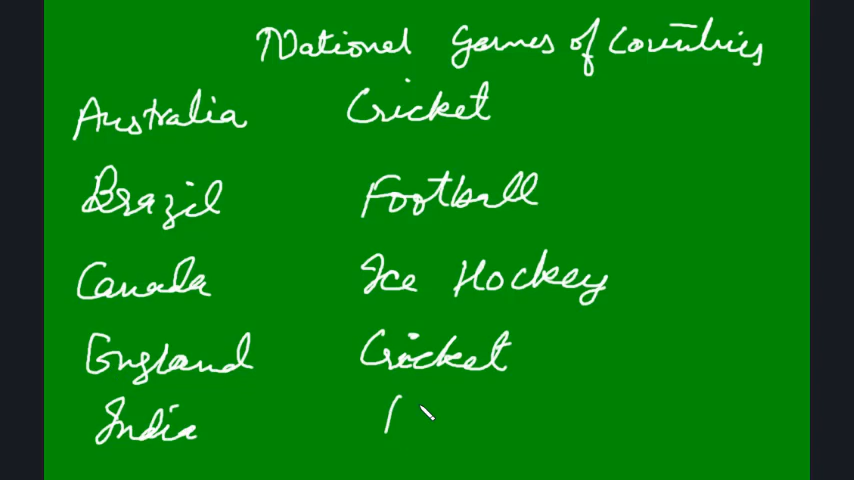 National Games of Countries
Australia Cricket
Brazil Football
Canada Ice Hockey
England Cricket
India